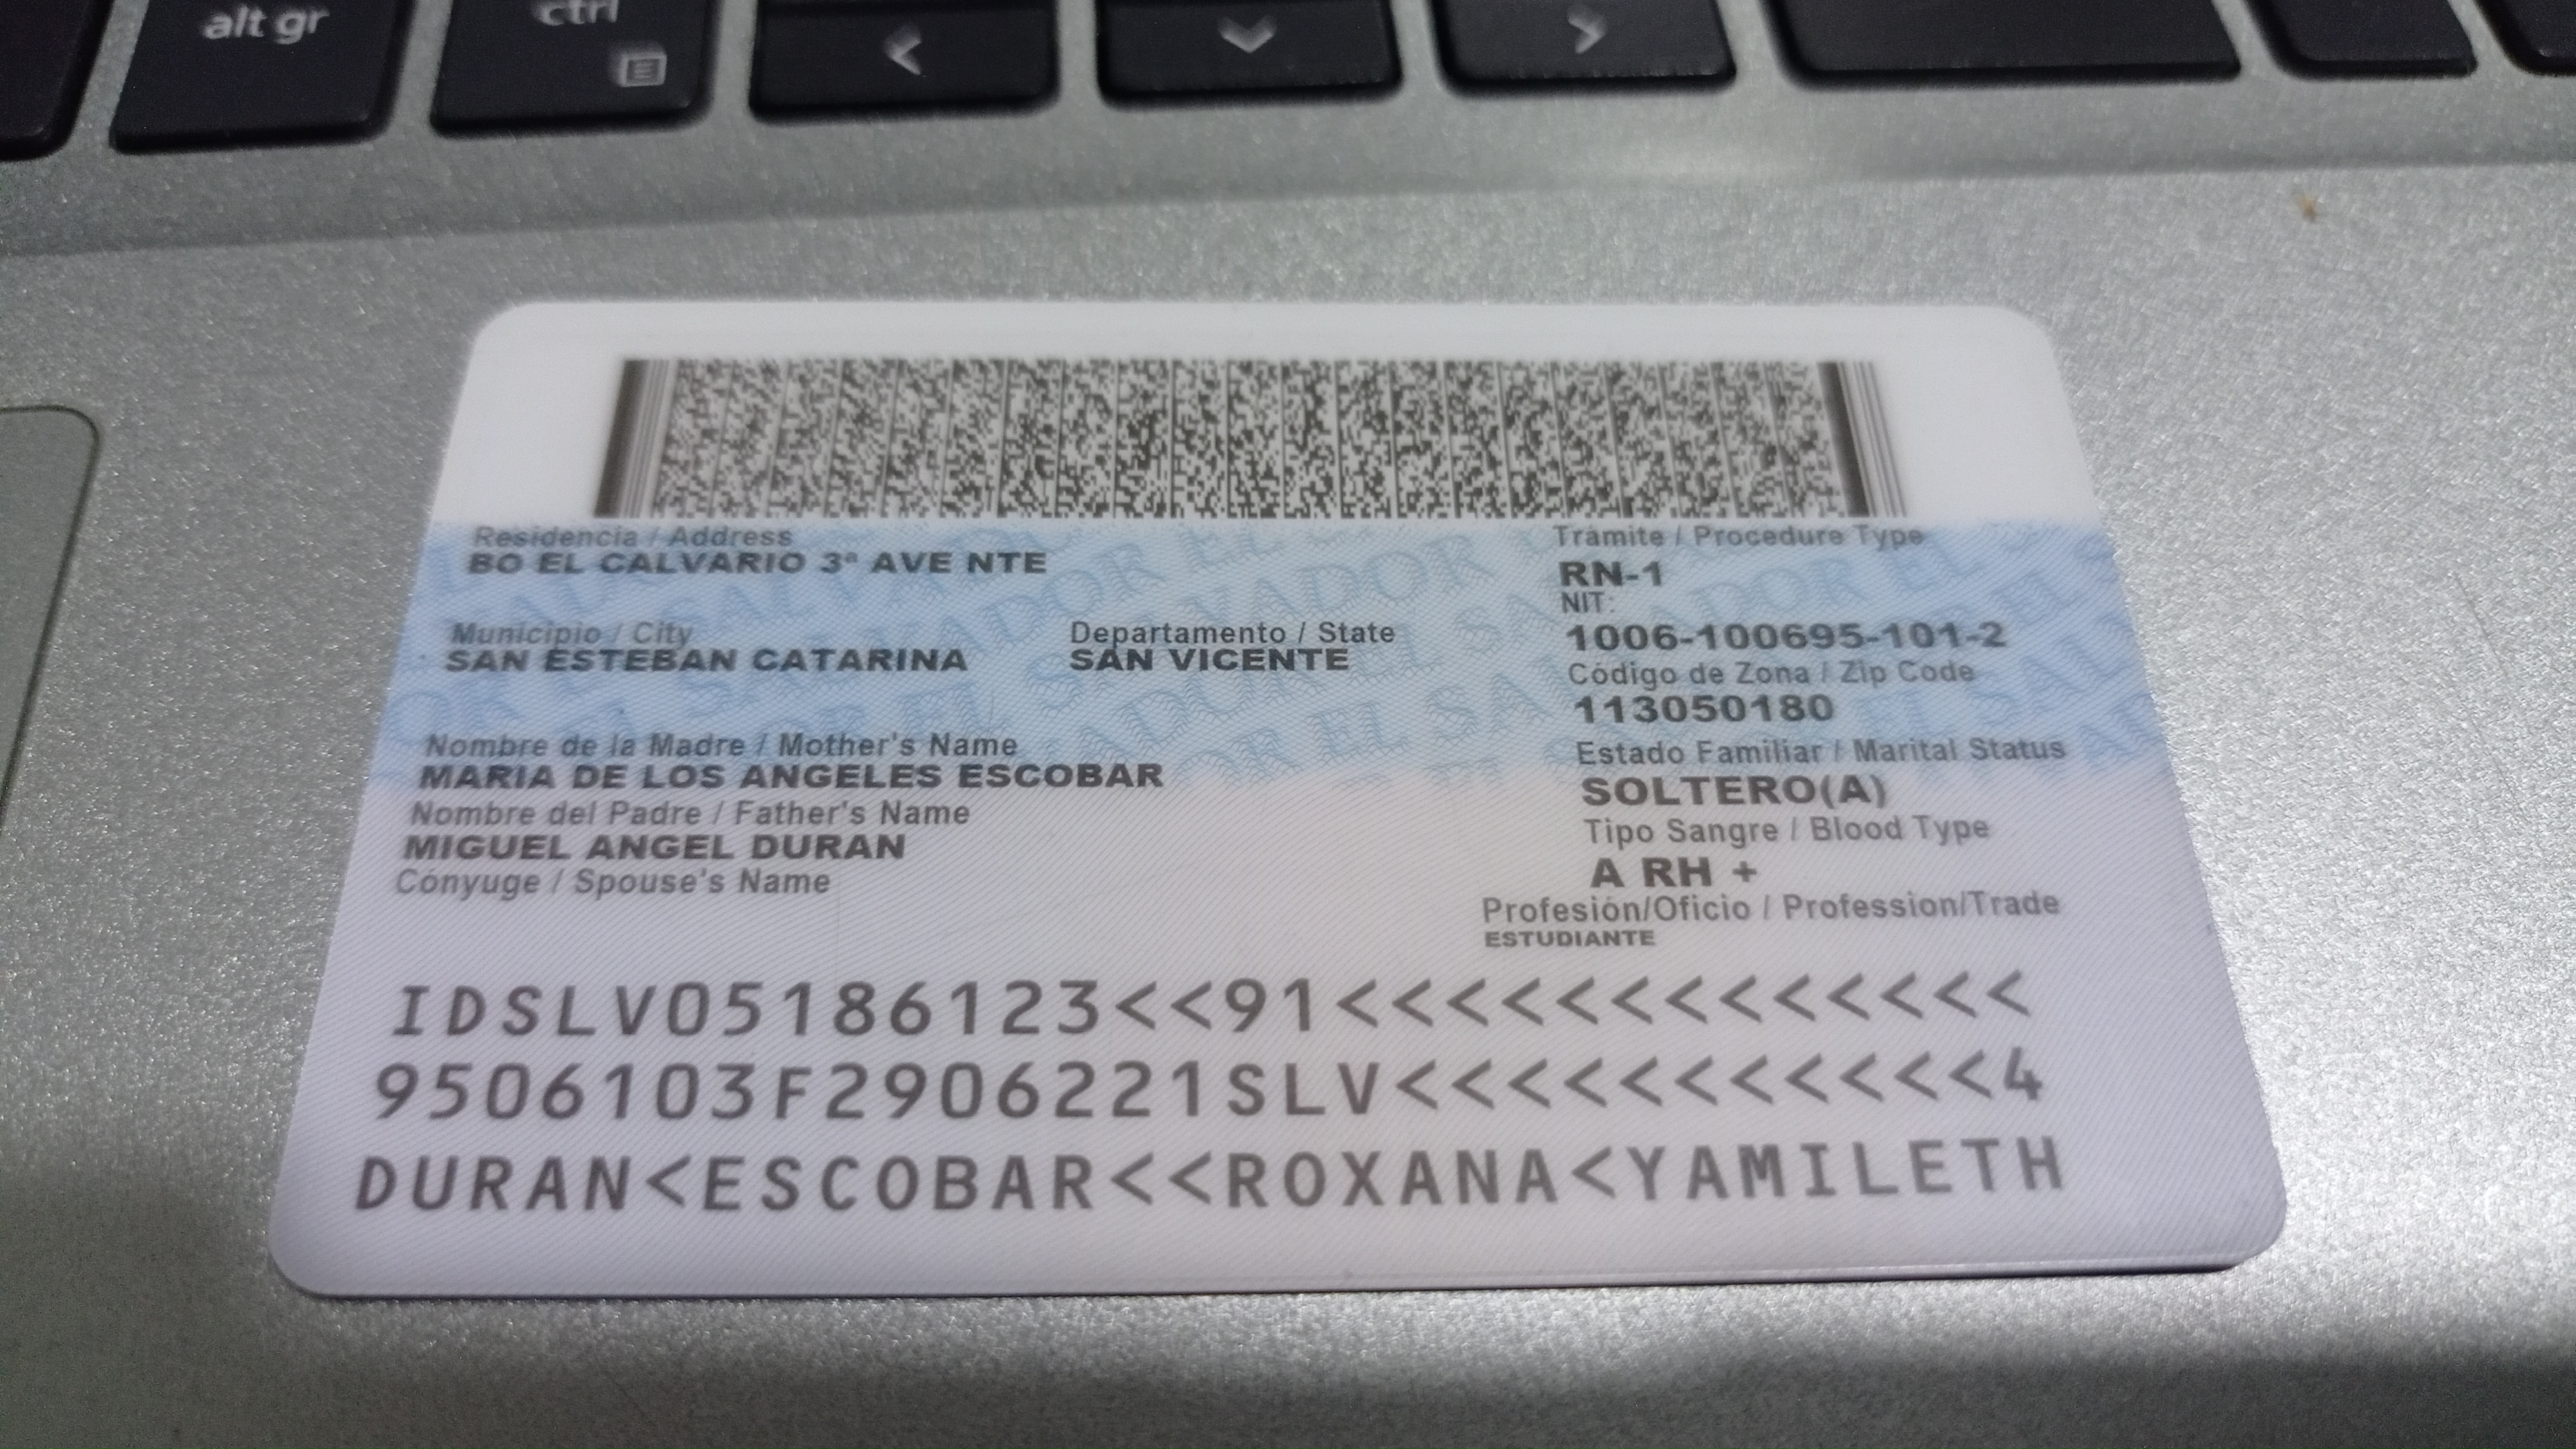 alt gr
ctrl
Residencia / Address
BO EL CALVARIO 3ª AVE NTE
Trámite / Procedure Type
RN-1
NIT:
1006-100695-101-2
Municipio / City
SAN ESTEBAN CATARINA
Departamento / State
SAN VICENTE
Código de Zona / Zip Code
113050180
Nombre de la Madre / Mother's Name
MARIA DE LOS ANGELES ESCOBAR
Estado Familiar / Marital Status
SOLTERO(A)
Nombre del Padre / Father's Name
MIGUEL ANGEL DURAN
Tipo Sangre / Blood Type
A RH +
Conyuge / Spouse's Name
Profesión/Oficio / Profession/Trade
ESTUDIANTE
IDSLV05186123<<91<<<<<<<<<<<<<
9506103F2906221SLV<<<<<<<<<<<4
DURAN<ESCOBAR<<ROXANA<YAMILETH